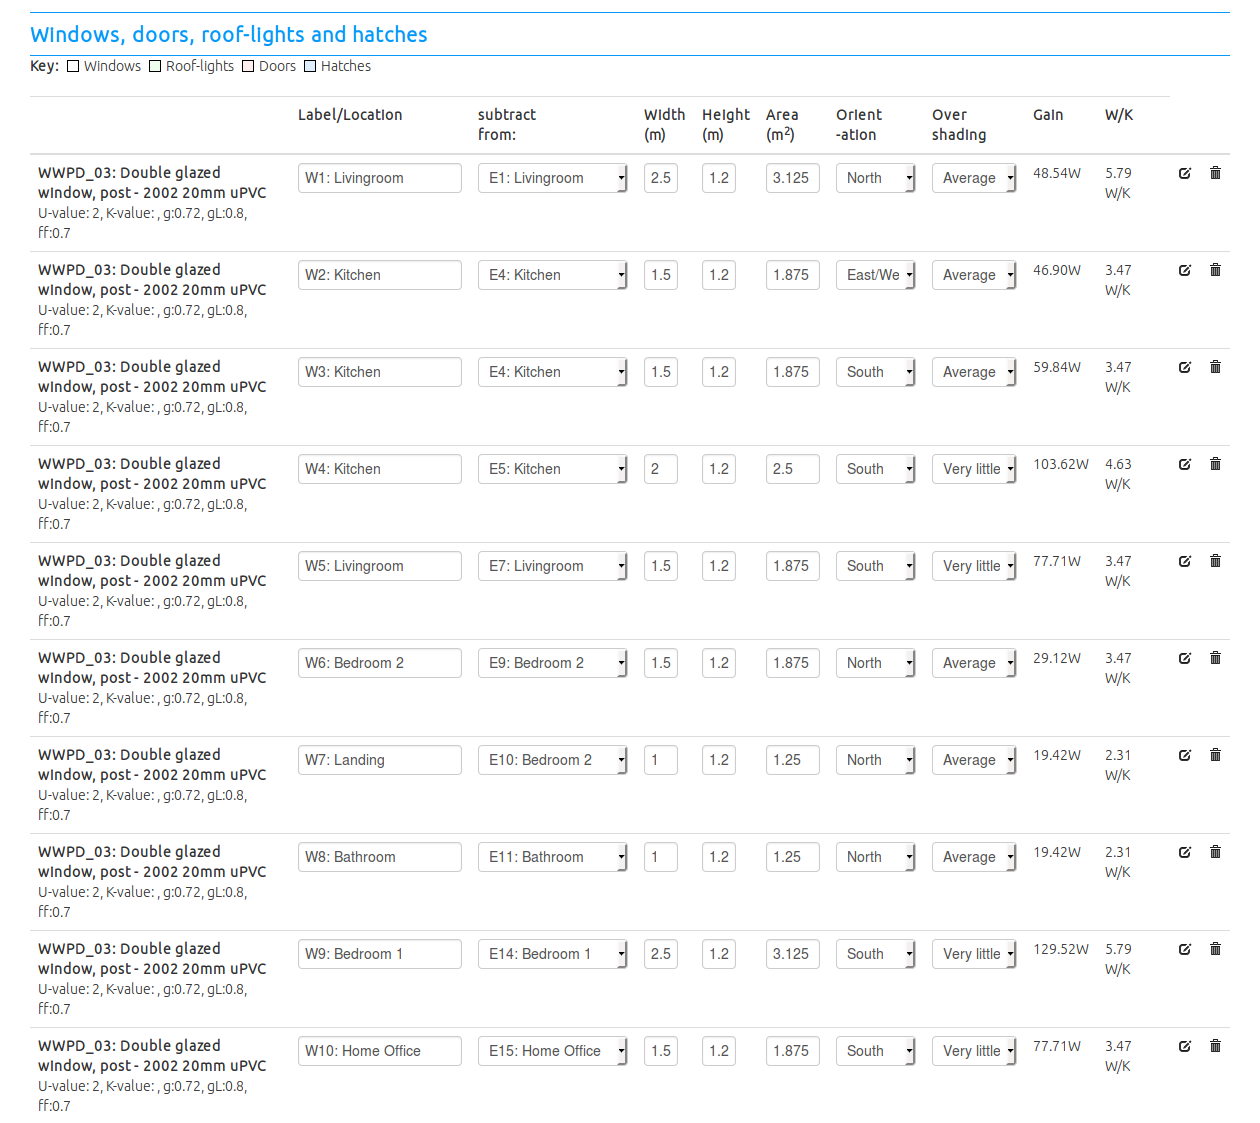 Windows, doors, roof-lights and hatches
Key: Windows Roof-lights Doors Hatches
Label/Location subtract from: Width (m) Height (m) Area (m²) Orient -ation Over shading Gain W/K
WWPD_03: Double glazed W1: Livingroom E1: Livingroom 2.5 1.2 3.125 North Average 48.54W 5.79
window, post - 2002 20mm uPVC W/K
U-value: 2, K-value: , g:0.72, gL:0.8,
ff:0.7
WWPD_03: Double glazed W2: Kitchen E4: Kitchen 1.5 1.2 1.875 East/We Average 46.90W 3.47
window, post - 2002 20mm uPVC W/K
U-value: 2, K-value: , g:0.72, gL:0.8,
ff:0.7
WWPD_03: Double glazed W3: Kitchen E4: Kitchen 1.5 1.2 1.875 South Average 59.84W 3.47
window, post - 2002 20mm uPVC W/K
U-value: 2, K-value: , g:0.72, gL:0.8,
ff:0.7
WWPD_03: Double glazed W4: Kitchen E5: Kitchen 2 1.2 2.5 South Very little 103.62W 4.63
window, post - 2002 20mm uPVC W/K
U-value: 2, K-value: , g:0.72, gL:0.8,
ff:0.7
WWPD_03: Double glazed W5: Livingroom E7: Livingroom 1.5 1.2 1.875 South Very little 77.71W 3.47
window, post - 2002 20mm uPVC W/K
U-value: 2, K-value: , g:0.72, gL:0.8,
ff:0.7
WWPD_03: Double glazed W6: Bedroom 2 E9: Bedroom 2 1.5 1.2 1.875 North Average 29.12W 3.47
window, post - 2002 20mm uPVC W/K
U-value: 2, K-value: , g:0.72, gL:0.8,
ff:0.7
WWPD_03: Double glazed W7: Landing E10: Bedroom 2 1 1.2 1.25 North Average 19.42W 2.31
window, post - 2002 20mm uPVC W/K
U-value: 2, K-value: , g:0.72, gL:0.8,
ff:0.7
WWPD_03: Double glazed W8: Bathroom E11: Bathroom 1 1.2 1.25 North Average 19.42W 2.31
window, post - 2002 20mm uPVC W/K
U-value: 2, K-value: , g:0.72, gL:0.8,
ff:0.7
WWPD_03: Double glazed W9: Bedroom 1 E14: Bedroom 1 2.5 1.2 3.125 South Very little 129.52W 5.79
window, post - 2002 20mm uPVC W/K
U-value: 2, K-value: , g:0.72, gL:0.8,
ff:0.7
WWPD_03: Double glazed W10: Home Office E15: Home Office 1.5 1.2 1.875 South Very little 77.71W 3.47
window, post - 2002 20mm uPVC W/K
U-value: 2, K-value: , g:0.72, gL:0.8,
ff:0.7